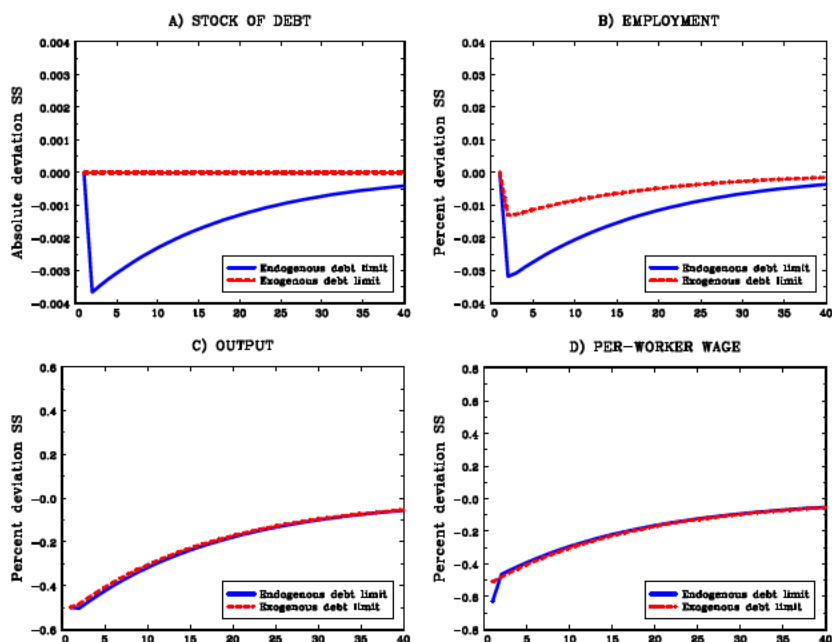 A) STOCK OF DEBT
Absolute deviation SS
0.004
0.003
0.002
0.001
0.000
−0.001
−0.002
−0.003
−0.004
0 5 10 15 20 25 30 35 40
Endogenous debt limit
Exogenous debt limit
B) EMPLOYMENT
Percent deviation SS
0.04
0.03
0.02
0.01
0.00
−0.01
−0.02
−0.03
−0.04
0 5 10 15 20 25 30 35 40
Endogenous debt limit
Exogenous debt limit
C) OUTPUT
Percent deviation SS
0.6
0.4
−0.0
−0.2
−0.4
−0.6
0 5 10 15 20 25 30 35 40
Endogenous debt limit
Exogenous debt limit
D) PER−WORKER WAGE
Percent deviation SS
0.8
0.6
0.4
0.2
−0.0
−0.2
−0.4
−0.6
−0.8
0 5 10 15 20 25 30 35 40
Endogenous debt limit
Exogenous debt limit